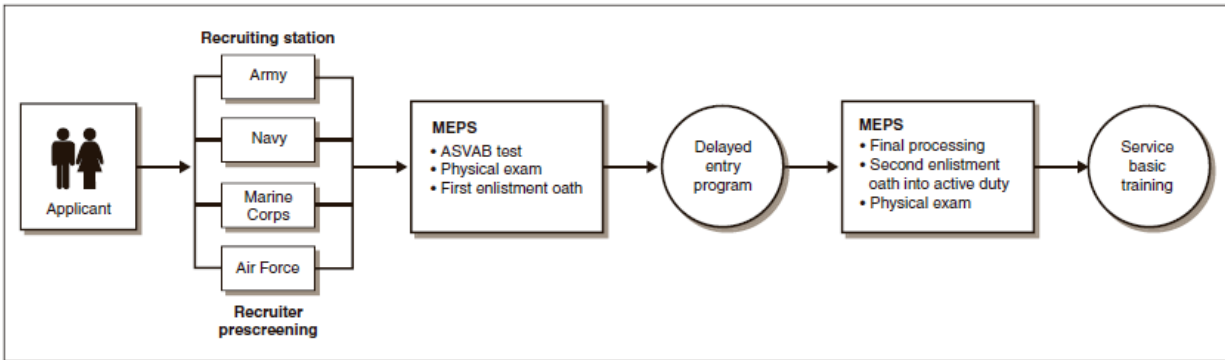 Applicant
Recruiting station
Army
Navy
Marine
Corps
Air Force
Recruiter
prescreening
MEPS
• ASVAB test
• Physical exam
• First enlistment oath
Delayed
entry
program
MEPS
• Final processing
• Second enlistment
oath into active duty
• Physical exam
Service
basic
training